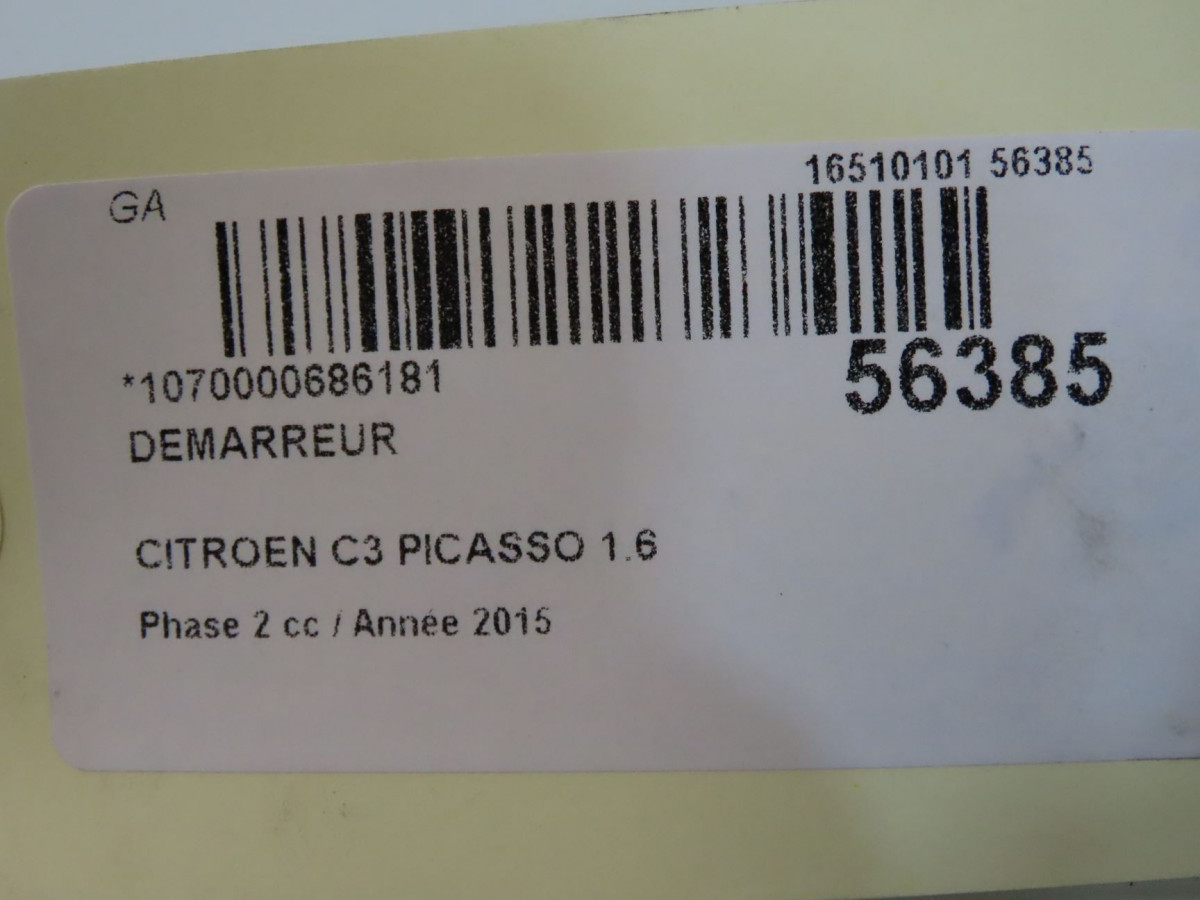 GA
16510101 56385
*1070000686181
56385
DEMARREUR
CITROEN C3 PICASSO 1.6
Phase 2 cc / Année 2015